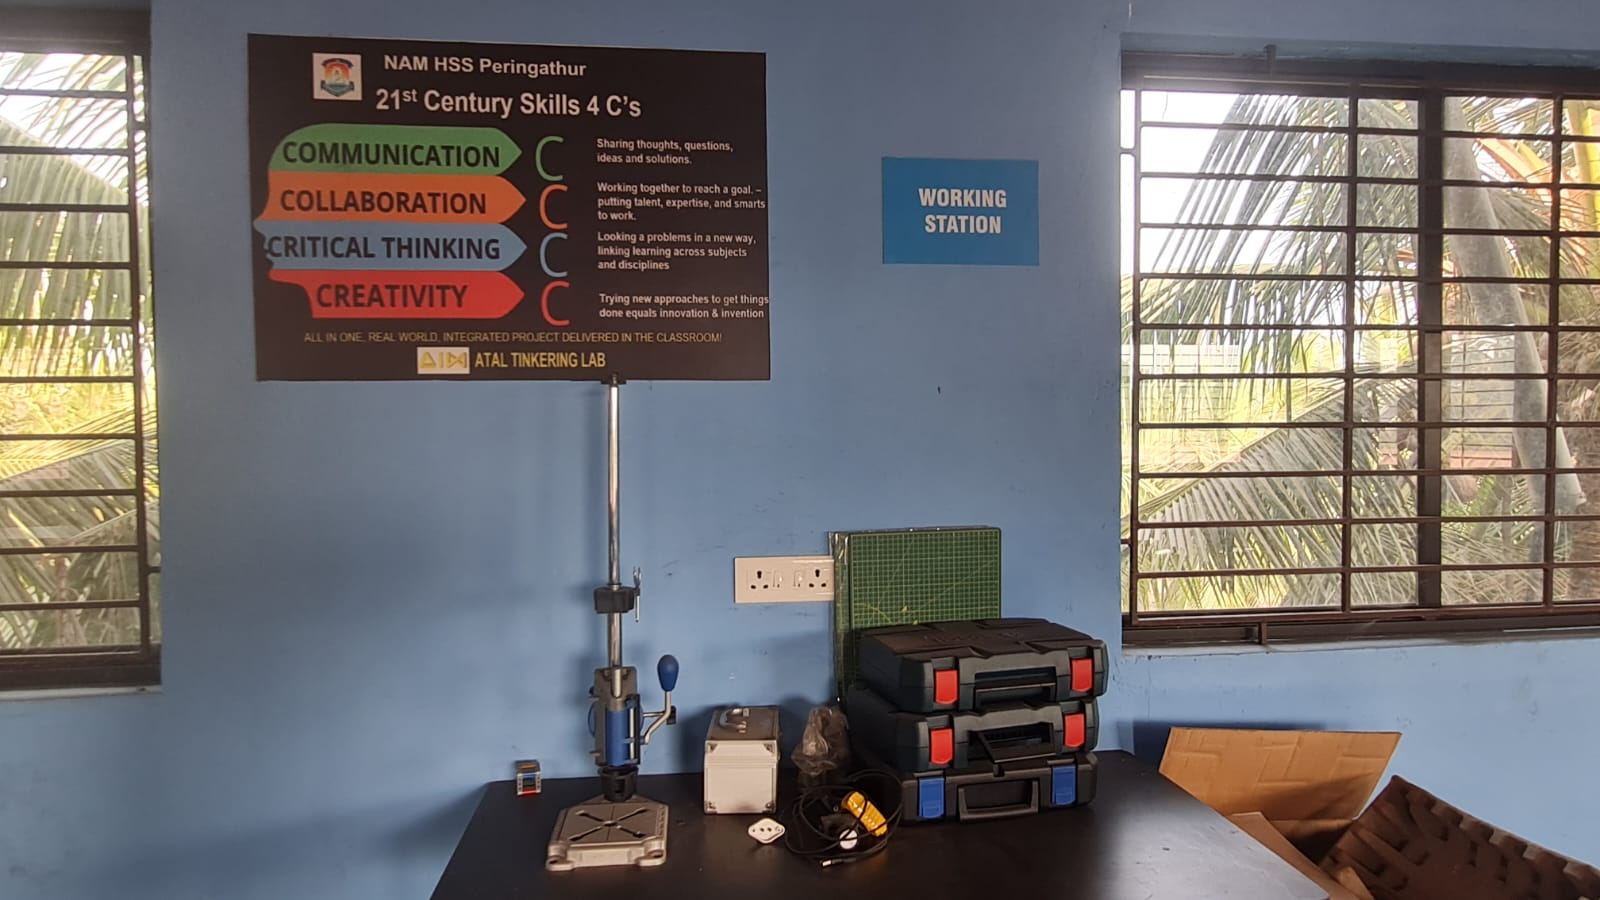 NAM HSS Peringathur
21st Century Skills 4 C's
COMMUNICATION C
Sharing thoughts, questions,
ideas and solutions.
COLLABORATION C
Working together to reach a goal. –
putting talent, expertise, and smarts
to work.
CRITICAL THINKING C
Looking a problems in a new way,
linking learning across subjects
and disciplines
CREATIVITY C
Trying new approaches to get things
done equals innovation & invention
ALL IN ONE, REAL WORLD, INTEGRATED PROJECT DELIVERED IN THE CLASSROOM!
AIM ATAL TINKERING LAB
WORKING
STATION